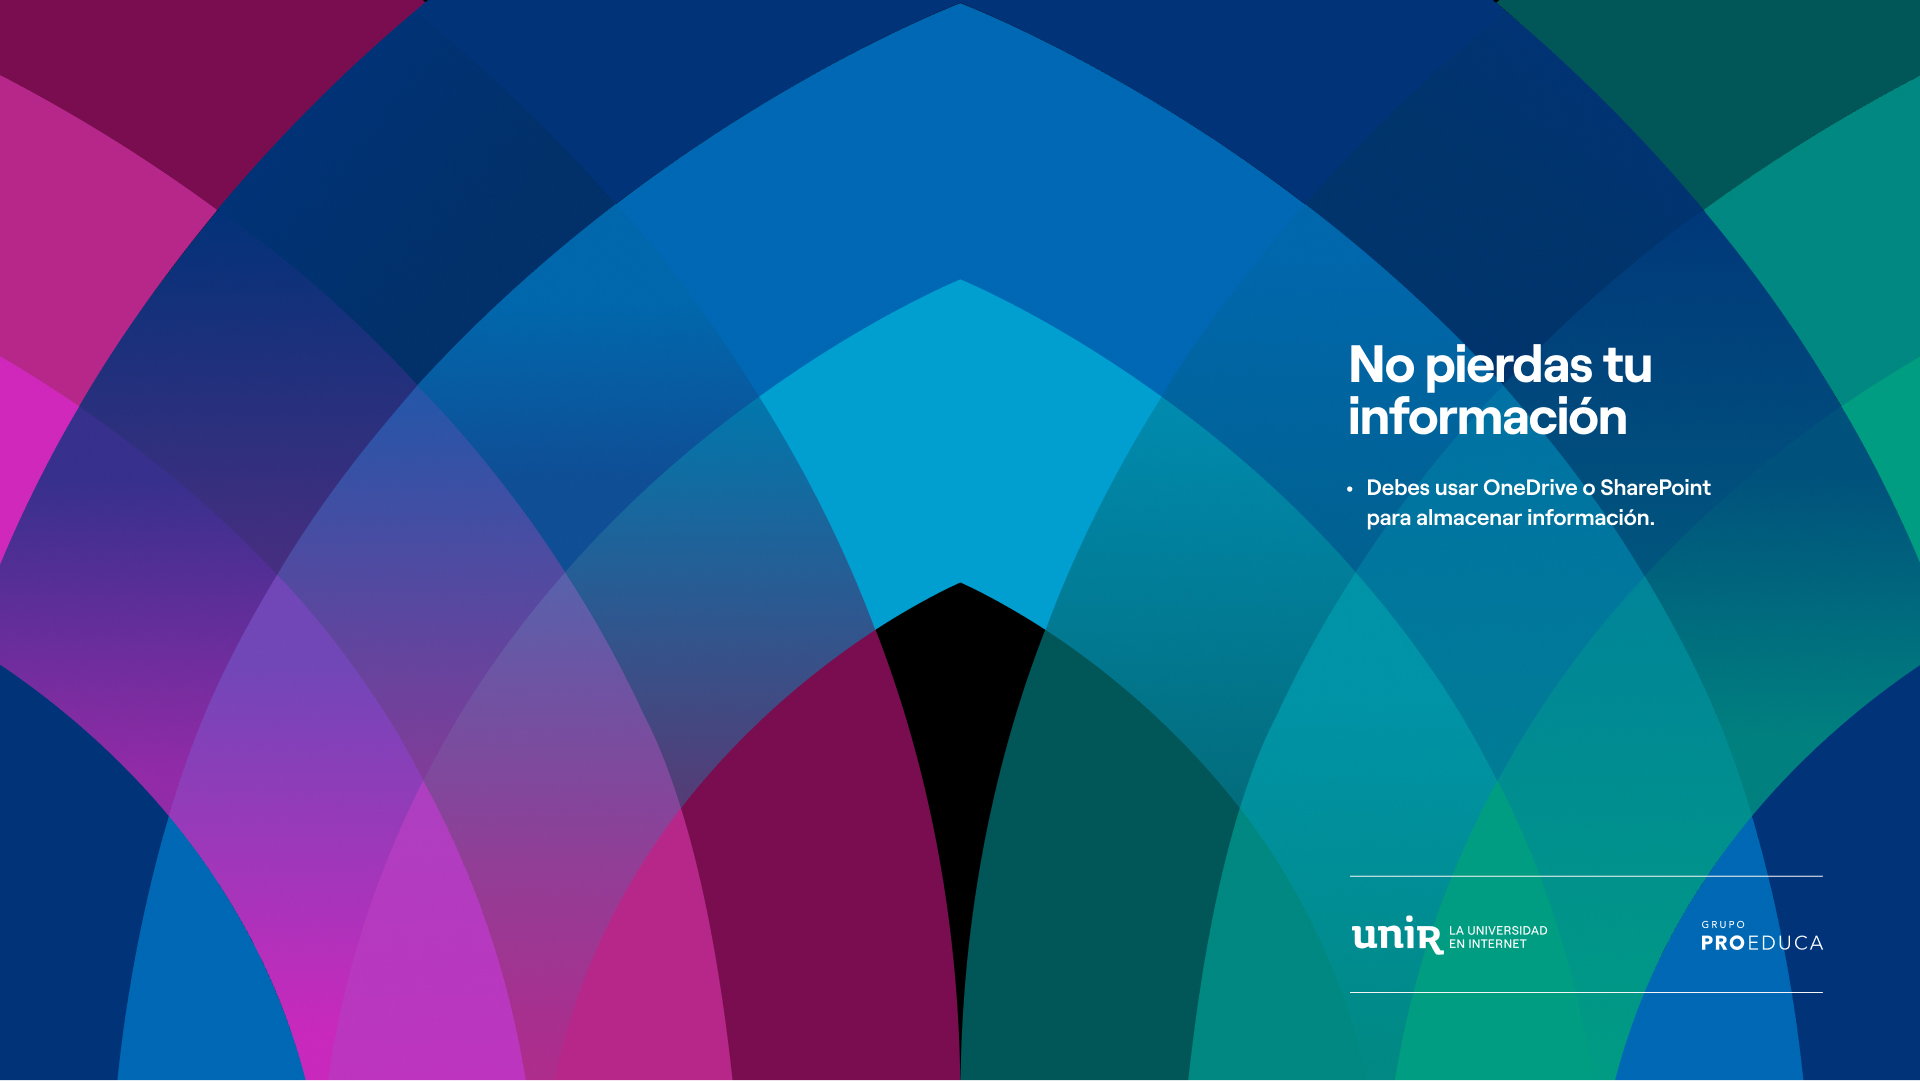 No pierdas tu
información
• Debes usar OneDrive o SharePoint
para almacenar información.
unir LA UNIVERSIDAD
EN INTERNET
GRUPO
PROEDUCA